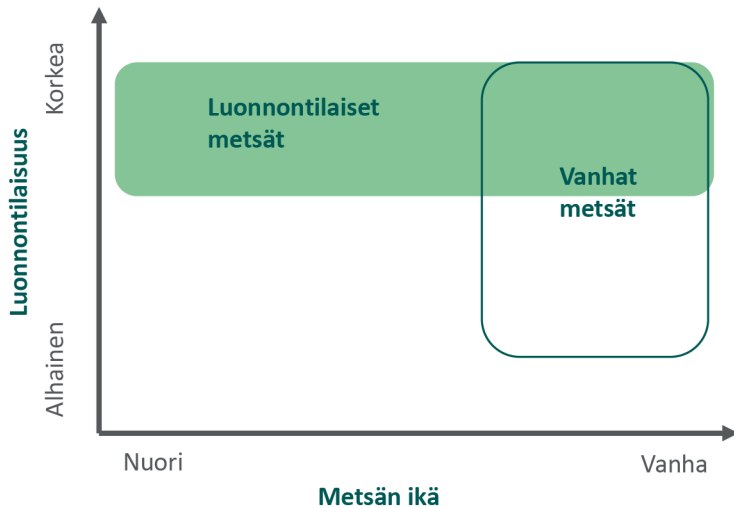 Korkea
Luonnontilaisuus
Alhainen
Luonnontilaiset
metsät
Vanhat
metsät
Nuori
Vanha
Metsän ikä